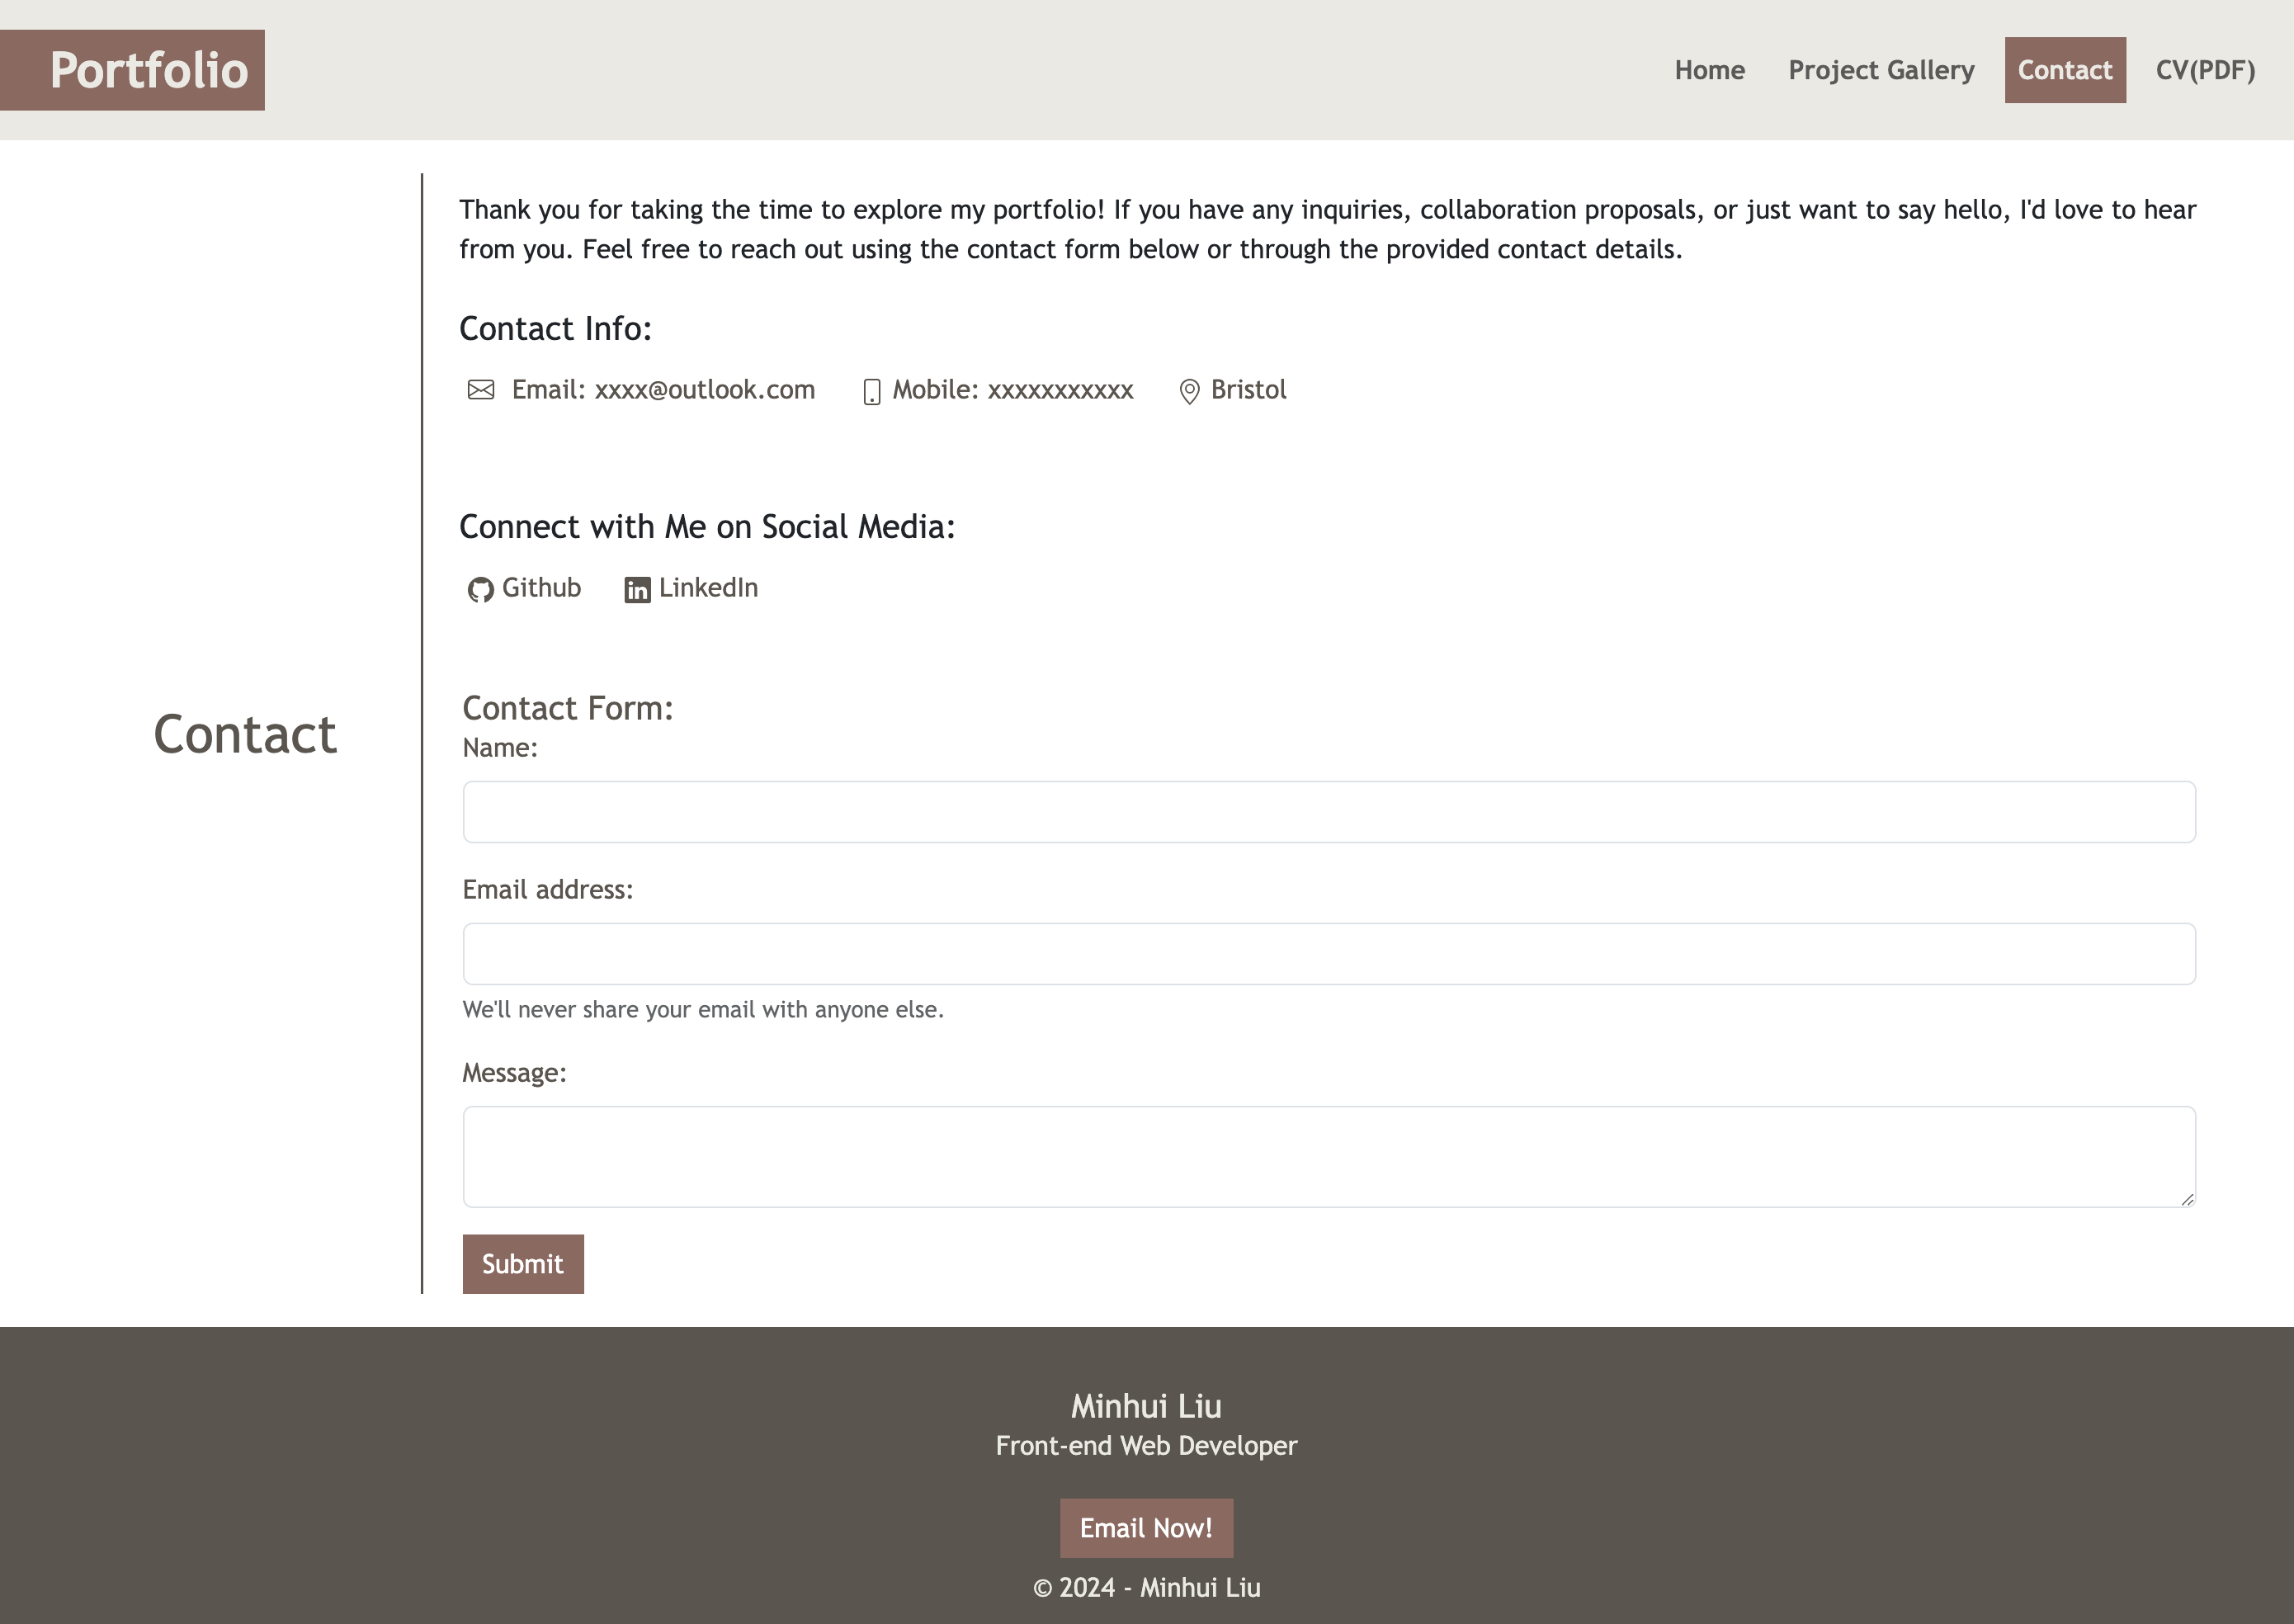 Portfolio
Home
Project Gallery
Contact
CV(PDF)
Contact
Thank you for taking the time to explore my portfolio! If you have any inquiries, collaboration proposals, or just want to say hello, I'd love to hear
from you. Feel free to reach out using the contact form below or through the provided contact details.
Contact Info:
Email: xxxx@outlook.com
Mobile: xxxxxxxxxxx
Bristol
Connect with Me on Social Media:
Github
LinkedIn
Contact Form:
Name:
Email address:
We'll never share your email with anyone else.
Message:
Submit
Minhui Liu
Front-end Web Developer
Email Now!
© 2024 - Minhui Liu